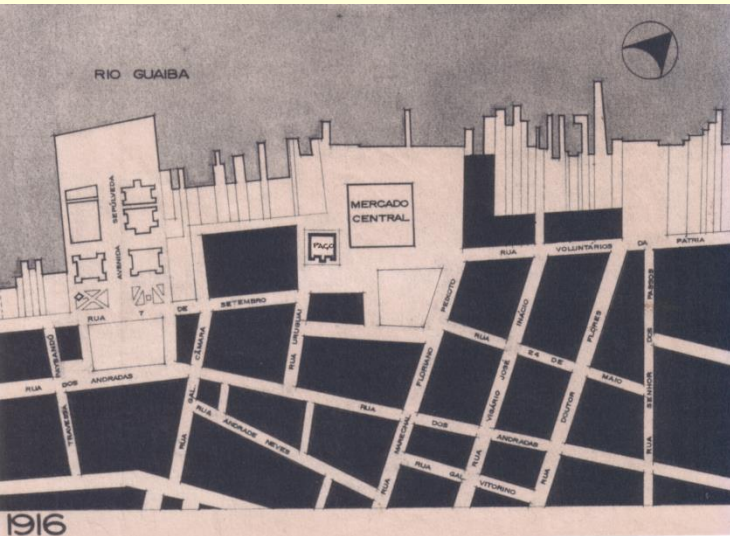 RIO GUAIBA
AVENIDA SEPÚLVEDA
MERCADO
CENTRAL
PAÇO
RUA VOLUNTÁRIOS DA PATRIA
RUA 7 DE SETEMBRO
RUA URUGUAI
RUA GAL CÂMARA
RUA DOS ANDRADAS
TRAVESSA
RUA ANDRADE NEVES
RUA MARECHAL FLORIANO PEIXOTO
RUA 24 DE MAIO
RUA VIGÁRIO JOSÉ INÁCIO
RUA DOUTOR FLORES
RUA SENHOR DOS PASSOS
RUA DOS ANDRADAS
RUA GAL VITORINO
1916